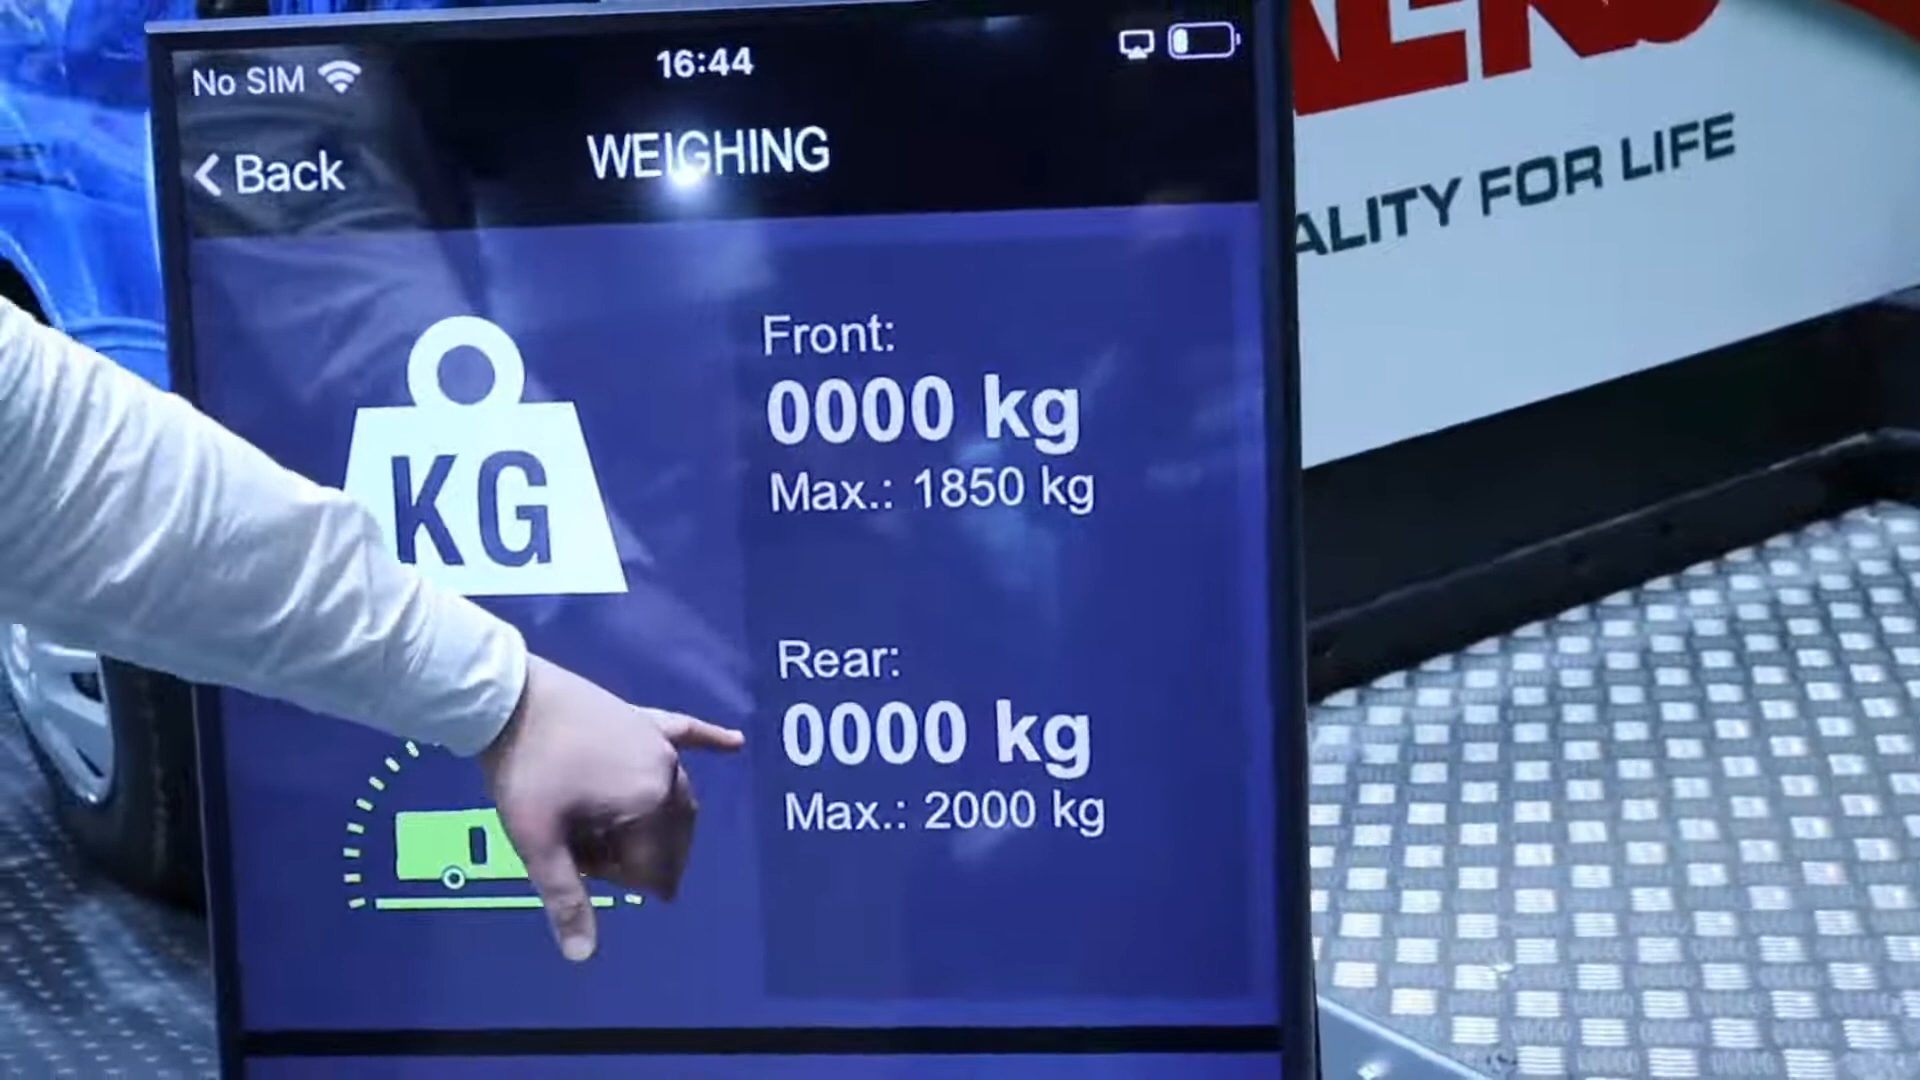 No SIM
16:44
Back
WEIGHING
KG
Front:
0000 kg
Max.: 1850 kg
Rear:
0000 kg
Max.: 2000 kg
ALITY FOR LIFE